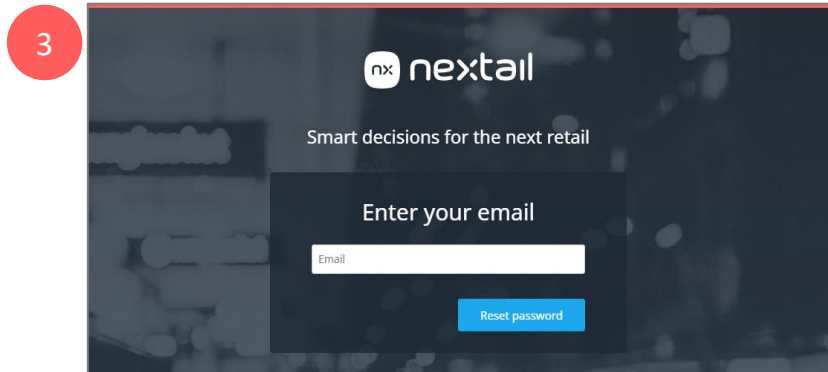 3
nx nextail
Smart decisions for the next retail
Enter your email
Email
Reset password